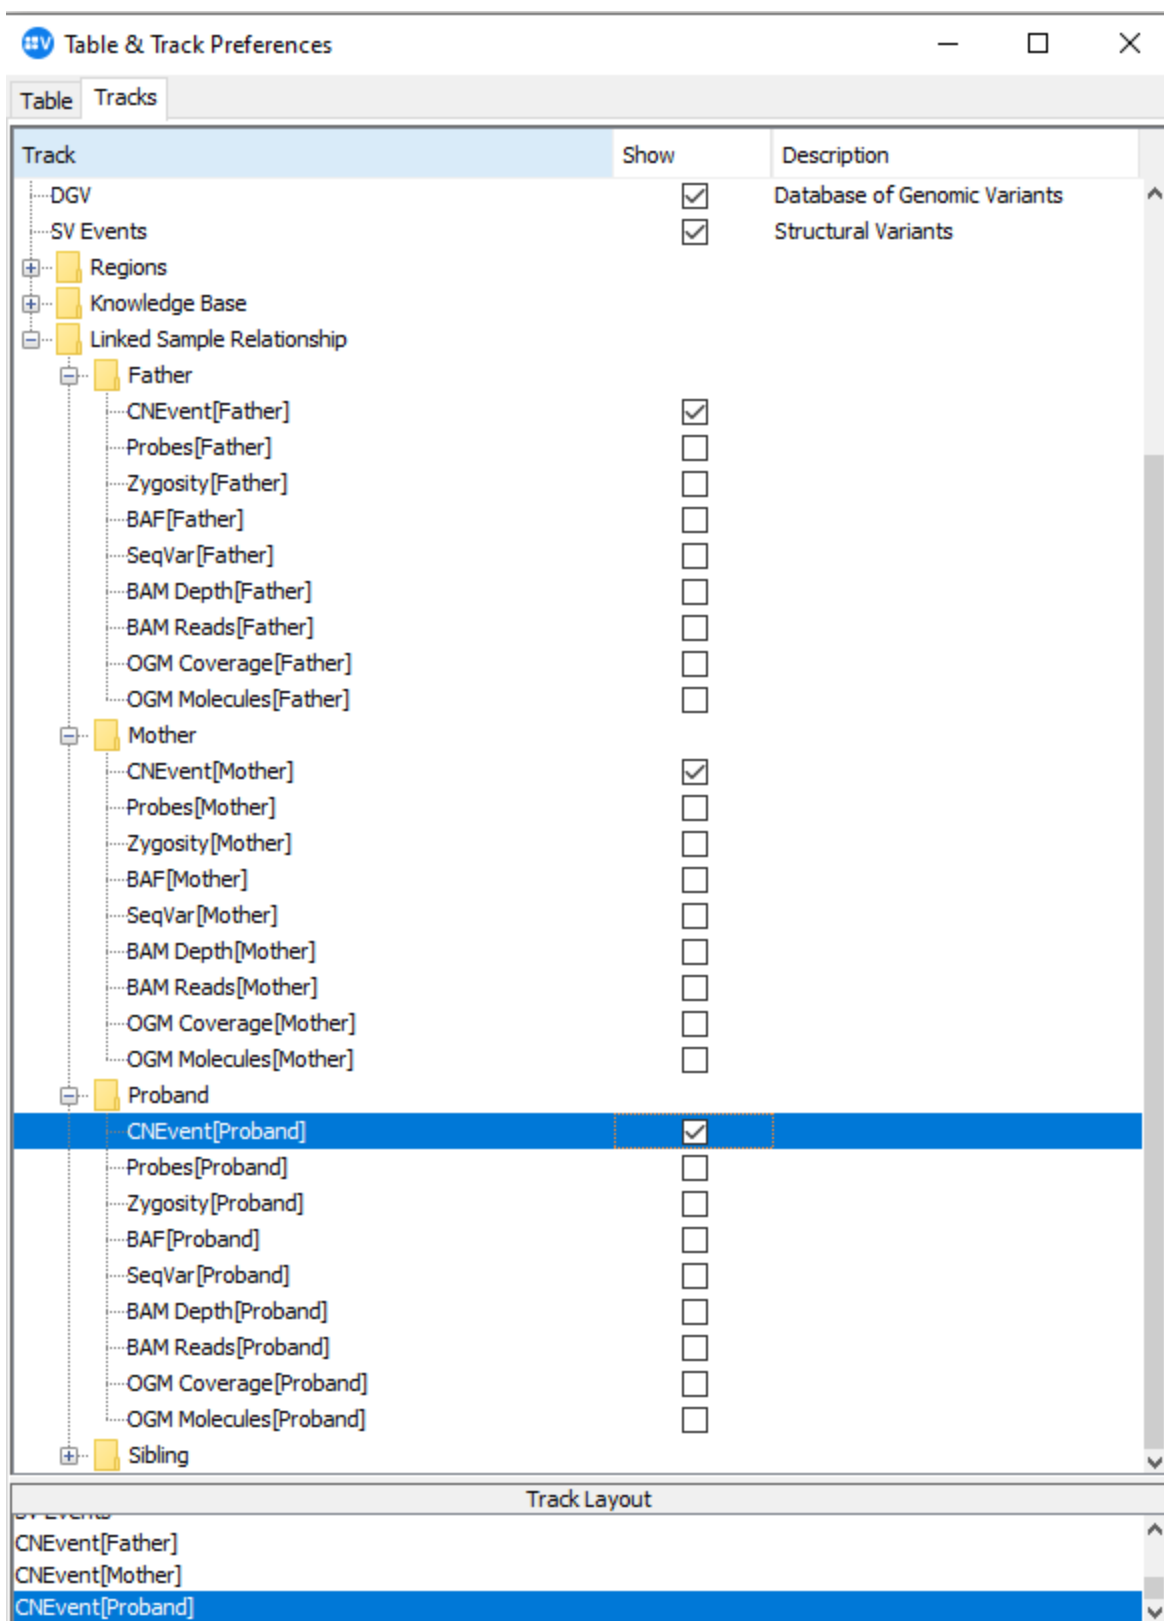 Table & Track Preferences
Table Tracks
Track Show Description
DGV Database of Genomic Variants
SV Events Structural Variants
Regions
Knowledge Base
Linked Sample Relationship
Father
CNEvent[Father]
Probes[Father]
Zygosity[Father]
BAF[Father]
SeqVar[Father]
BAM Depth[Father]
BAM Reads[Father]
OGM Coverage[Father]
OGM Molecules[Father]
Mother
CNEvent[Mother]
Probes[Mother]
Zygosity[Mother]
BAF[Mother]
SeqVar[Mother]
BAM Depth[Mother]
BAM Reads[Mother]
OGM Coverage[Mother]
OGM Molecules[Mother]
Proband
CNEvent[Proband]
Probes[Proband]
Zygosity[Proband]
BAF[Proband]
SeqVar[Proband]
BAM Depth[Proband]
BAM Reads[Proband]
OGM Coverage[Proband]
OGM Molecules[Proband]
Sibling
Track Layout
SV Events
CNEvent[Father]
CNEvent[Mother]
CNEvent[Proband]